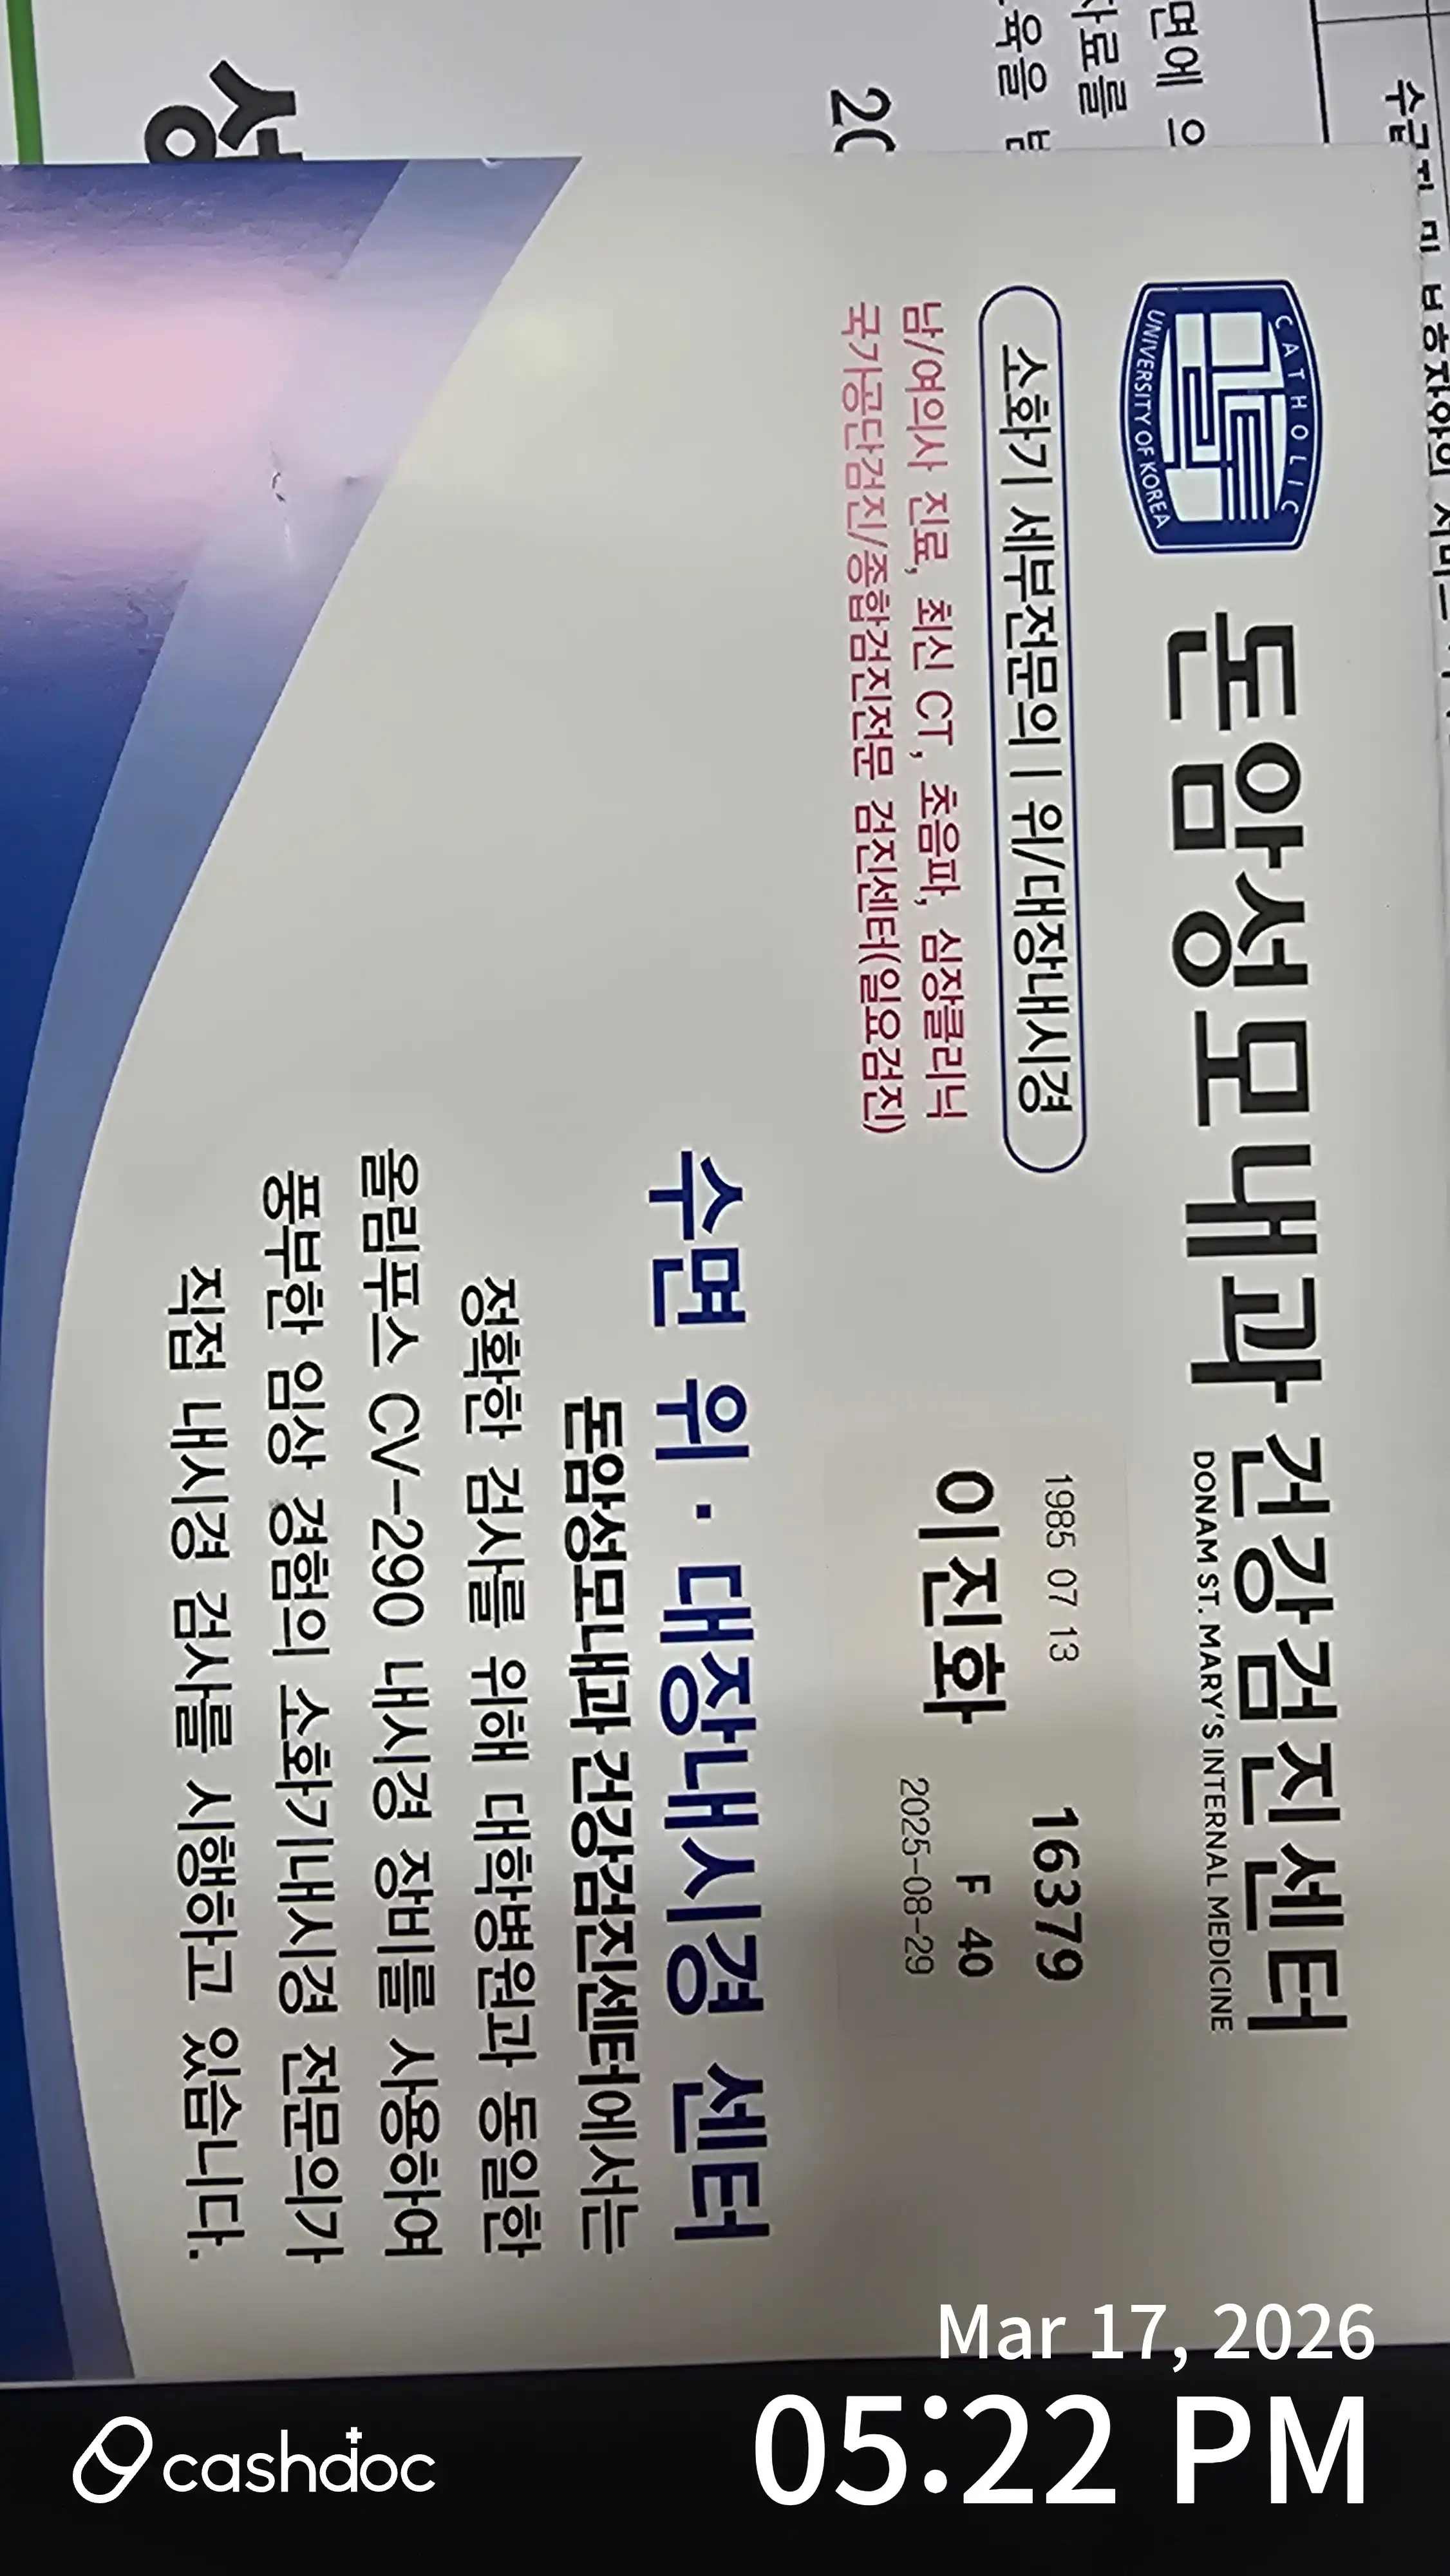 CATHOLIC
UNIVERSITY OF KOREA
돈암성모내과 건강검진센터
DONAM ST. MARY'S INTERNAL MEDICINE
소화기 세부전문의 | 위/대장내시경
남/여의사 진료, 최신 CT, 초음파, 심장클리닉
국가공단검진/종합검진전문 검진센터(일요검진)
1985 07 13 16379
이진화 F 40
2025-08-29
수면 위 · 대장내시경 센터
돈암성모내과 건강검진센터에서는
정확한 검사를 위해 대학병원과 동일한
올림푸스 CV-290 내시경 장비를 사용하여
풍부한 임상 경험의 소화기내시경 전문의가
직접 내시경 검사를 시행하고 있습니다.
면에
자료를
Mar 17, 2026
05:22 PM
cashdoc